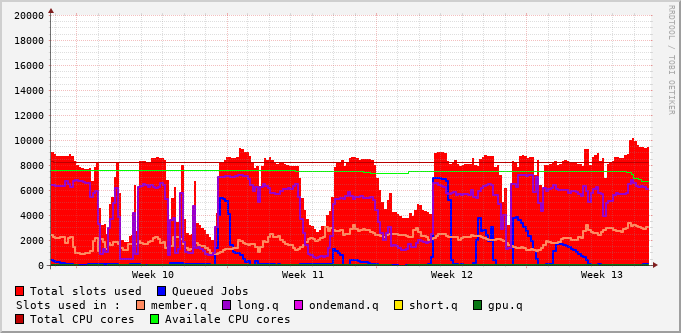 RRDTOOL / TOBI OETIKER
20000
18000
16000
14000
12000
10000
8000
6000
4000
2000
0
Week 10 Week 11 Week 12 Week 13
Total slots used Queued Jobs
Slots used in : member.q long.q ondemand.q short.q gpu.q
Total CPU cores Availale CPU cores